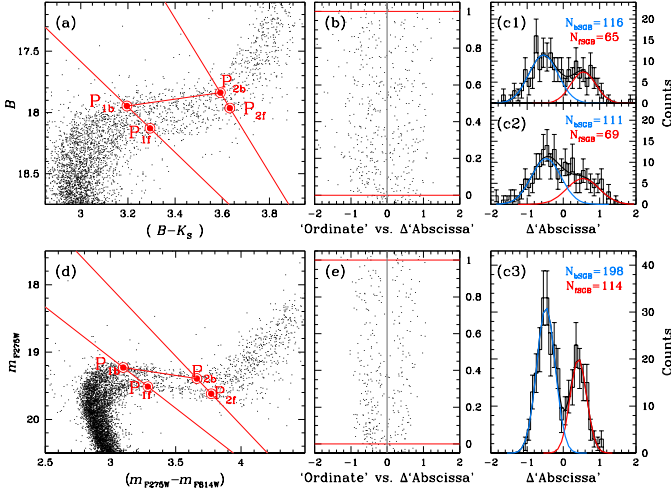 (a)
17.5
18
18.5
B
P1b
P2b
P1f
P2f
3 3.2 3.4 3.6 3.8
( B−KS )
(b)
1
0.8
0.6
0.4
0.2
0
−2 −1 0 1 2
'Ordinate' vs. Δ'Abscissa'
(c1)
NbSGB=116
NfSGB=65
20
15
10
5
0
(c2)
NbSGB=111
NfSGB=69
20
15
10
5
0
Counts
−2 −1 0 1 2
Δ'Abscissa'
(d)
18
19
20
mF275W
P1b
P2b
P1f
P2f
2.5 3 3.5 4
(mF275W−mF814W)
(e)
1
0.8
0.6
0.4
0.2
0
−2 −1 0 1 2
'Ordinate' vs. Δ'Abscissa'
(c3)
NbSGB=198
NfSGB=114
40
30
20
10
0
Counts
−2 −1 0 1 2
Δ'Abscissa'